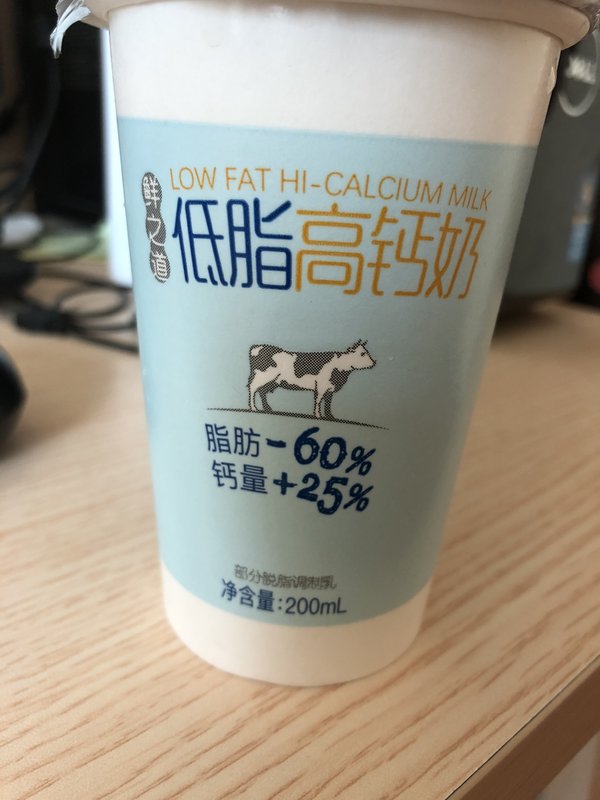 鲜之道
LOW FAT HI-CALCIUM MILK
低脂高钙奶
脂肪-60%
钙量+25%
部分脱脂调制乳
净含量:200mL